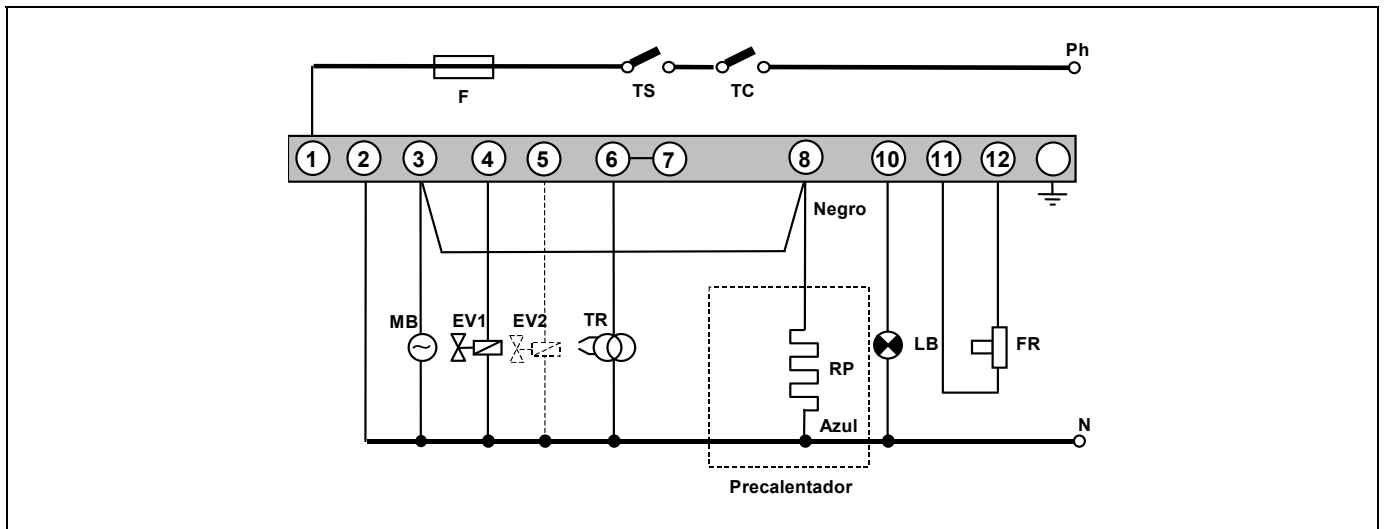 Ph
F
TS
TC
1 2 3 4 5 6 7 8 10 11 12
Negro
MB
EV1
EV2
TR
RP
LB
FR
Azul
N
Precalentador